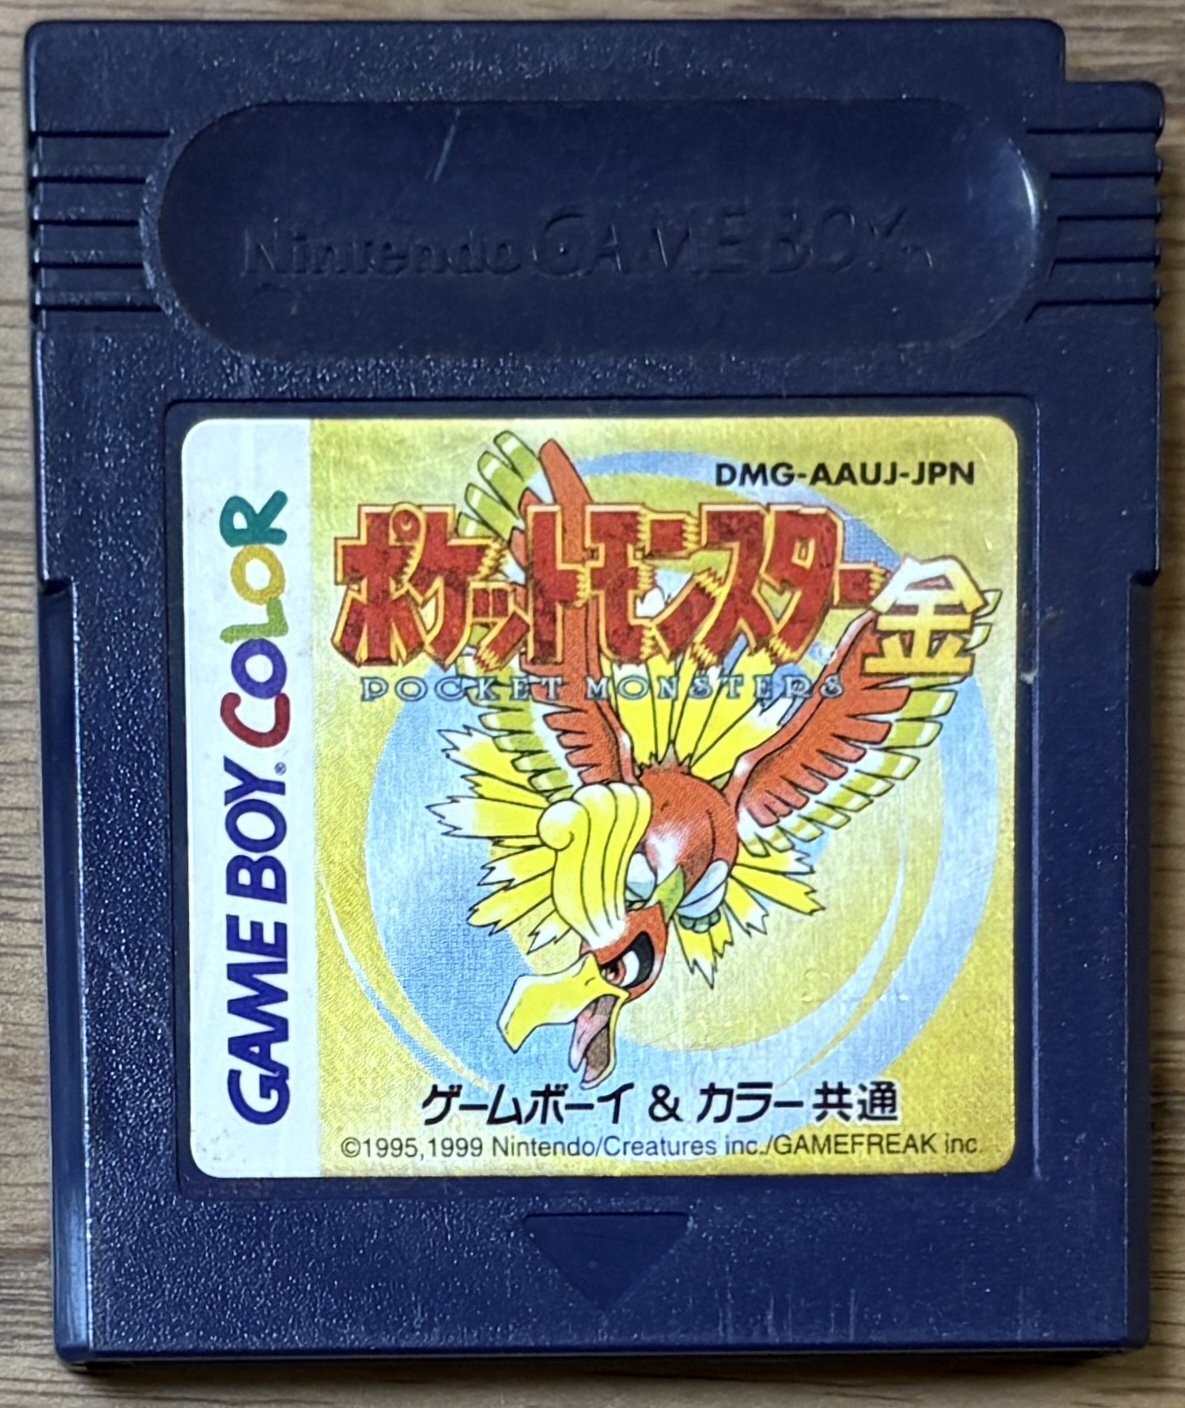 Nintendo GAME BOY
GAME BOY COLOR
DMG-AAUJ-JPN
ポケットモンスター金
POCKET MONSTERS
ゲームボーイ & カラー共通
©1995,1999 Nintendo/Creatures inc./GAMEFREAK inc.